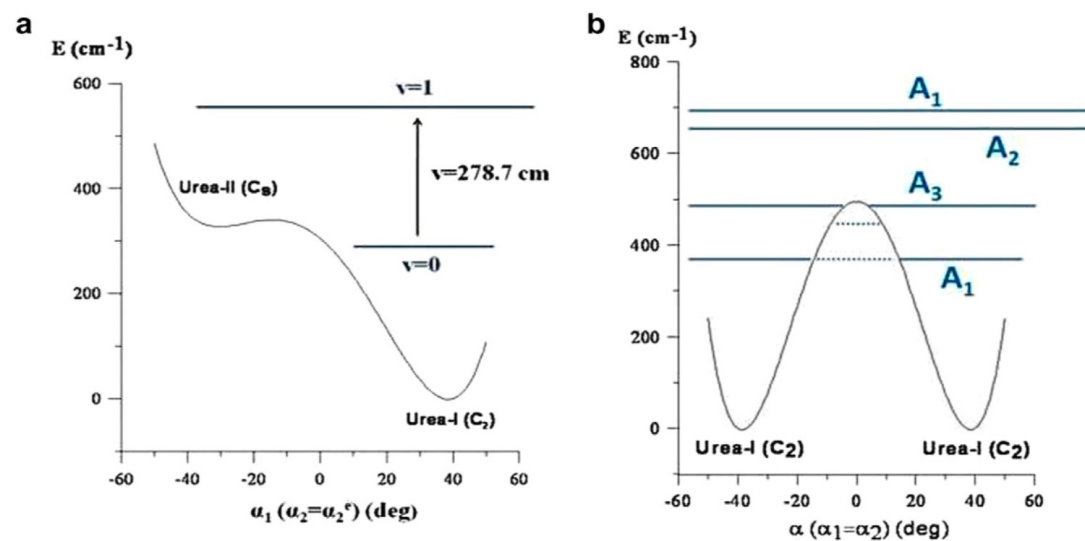 a
E (cm⁻¹)
600
400
200
0
-60 -40 -20 0 20 40 60
v=1
v=278.7 cm
v=0
Urea-II (Cₛ)
Urea-I (C₂)
α₁ (α₂=α₂ᵉ) (deg)
b
E (cm⁻¹)
800
600
400
200
0
-60 -40 -20 0 20 40 60
A₁
A₂
A₃
A₁
Urea-I (C₂) Urea-I (C₂)
α (α₁=α₂) (deg)